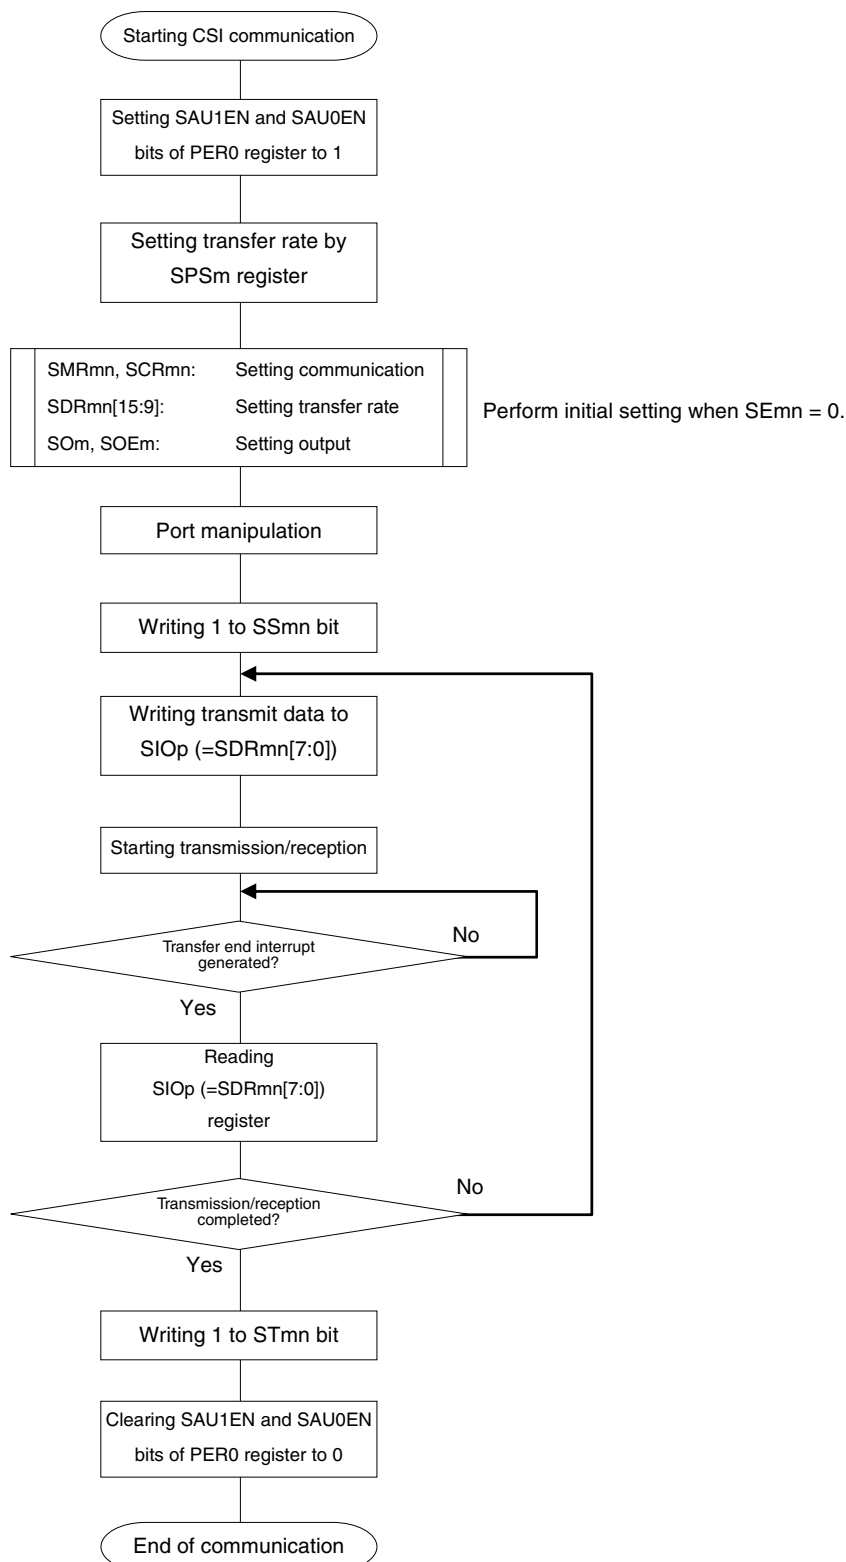 Starting CSI communication
Setting SAU1EN and SAU0EN
bits of PER0 register to 1
Setting transfer rate by
SPSm register
SMRmn, SCRmn: Setting communication
SDRmn[15:9]: Setting transfer rate
SOm, SOEm: Setting output
Perform initial setting when SEmn = 0.
Port manipulation
Writing 1 to SSmn bit
Writing transmit data to
SIOp (=SDRmn[7:0])
Starting transmission/reception
Transfer end interrupt
generated?
No
Yes
Reading
SIOp (=SDRmn[7:0])
register
Transmission/reception
completed?
No
Yes
Writing 1 to STmn bit
Clearing SAU1EN and SAU0EN
bits of PER0 register to 0
End of communication